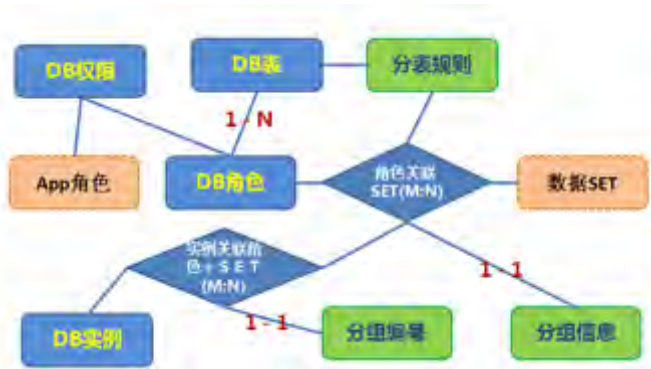 DB权限
DB表
分表规则
1 - N
App角色
DB角色
角色关联
SET(M:N)
数据SET
实例关联角
色+SET
(M:N)
1 - 1
DB实例
1 - 1
分组编号
分组信息